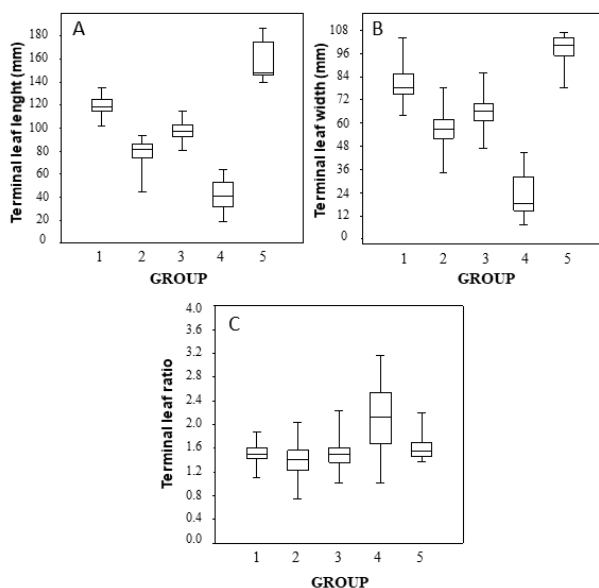 A
Terminal leaf lenght (mm)
180
160
140
120
100
80
60
40
20
0
1 2 3 4 5
GROUP
B
Terminal leaf width (mm)
108
96
84
72
60
48
36
24
12
0
1 2 3 4 5
GROUP
C
Terminal leaf ratio
4.0
3.6
3.2
2.8
2.4
2.0
1.6
1.2
0.8
0.4
0.0
1 2 3 4 5
GROUP